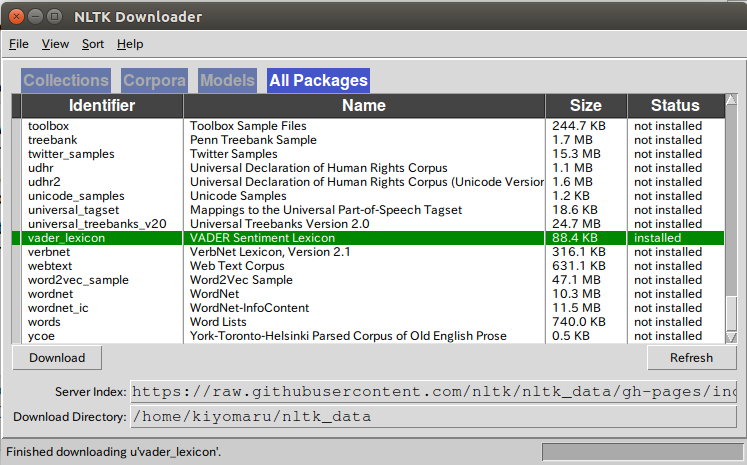 NLTK Downloader
File View Sort Help
Collections Corpora Models All Packages
Identifier Name Size Status
toolbox Toolbox Sample Files 244.7 KB not installed
treebank Penn Treebank Sample 1.7 MB not installed
twitter_samples Twitter Samples 15.3 MB not installed
udhr Universal Declaration of Human Rights Corpus 1.1 MB not installed
udhr2 Universal Declaration of Human Rights Corpus (Unicode Version 1.6 MB not installed
unicode_samples Unicode Samples 1.2 KB not installed
universal_tagset Mappings to the Universal Part-of-Speech Tagset 18.6 KB not installed
universal_treebanks_v20 Universal Treebanks Version 2.0 24.7 MB not installed
vader_lexicon VADER Sentiment Lexicon 88.4 KB installed
verbnet VerbNet Lexicon, Version 2.1 316.1 KB not installed
webtext Web Text Corpus 631.1 KB not installed
word2vec_sample Word2Vec Sample 47.1 MB not installed
wordnet WordNet 10.3 MB not installed
wordnet_ic WordNet-InfoContent 11.5 MB not installed
words Word Lists 740.0 KB not installed
ycoe York-Toronto-Helsinki Parsed Corpus of Old English Prose 0.5 KB not installed
Download Refresh
Server Index: https://raw.githubusercontent.com/nltk/nltk_data/gh-pages/ind
Download Directory: /home/kiyomaru/nltk_data
Finished downloading u'vader_lexicon'.